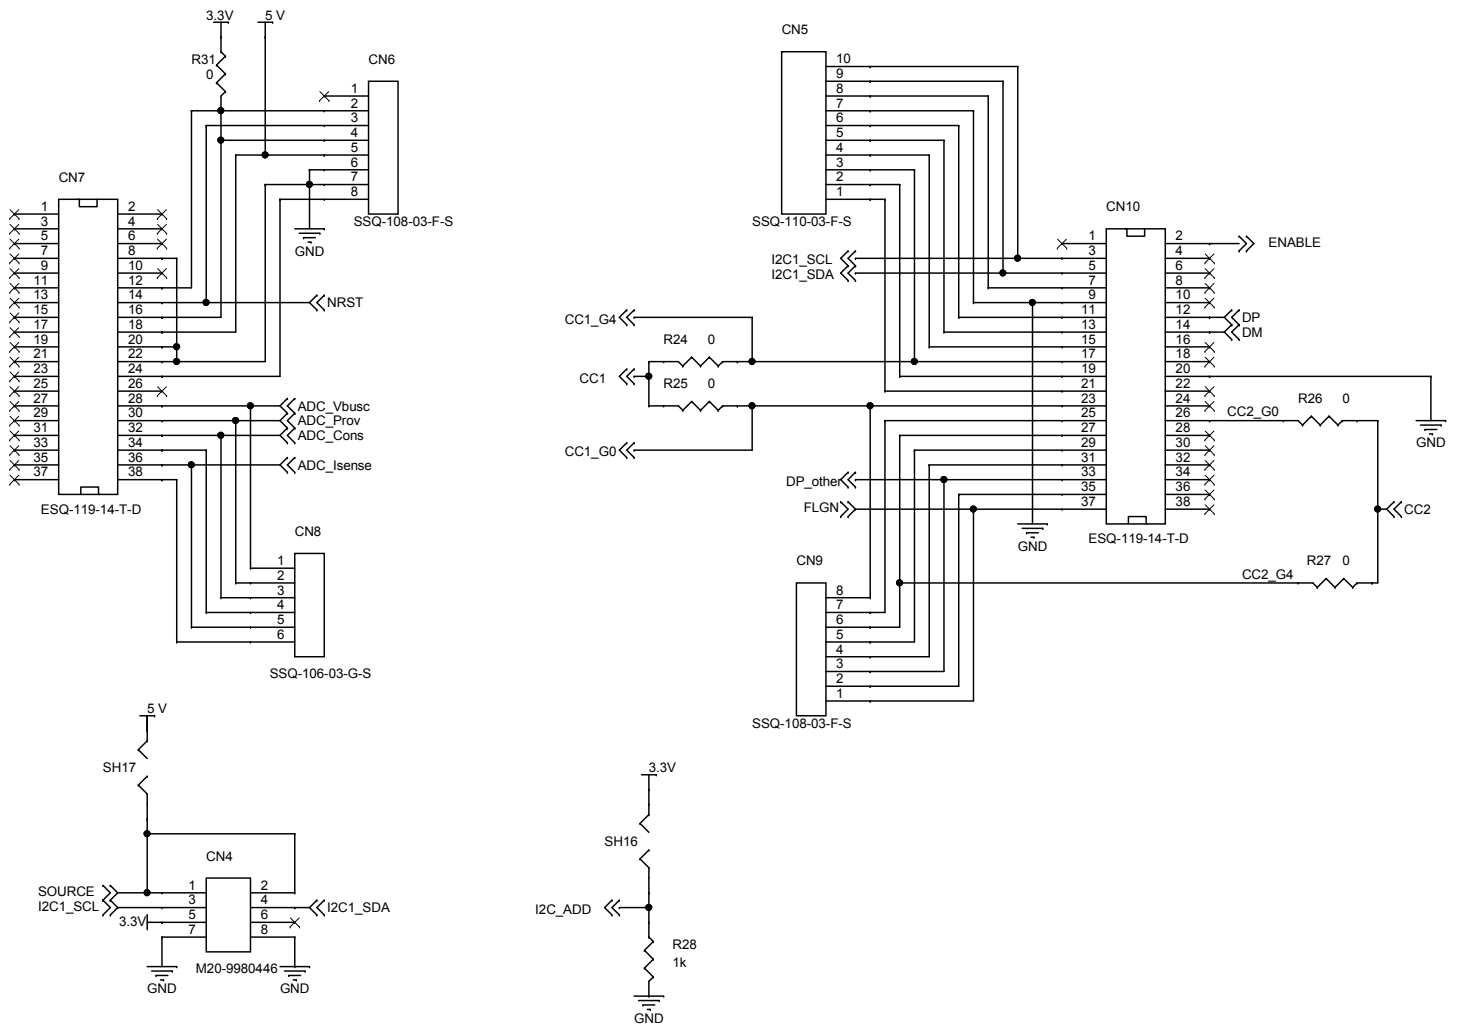 3.3V
5 V
R31
0
CN6
1
2
3
4
5
6
7
8
SSQ-108-03-F-S
GND
CN7
1 2
3 4
5 6
7 8
9 10
11 12
13 14
15 16
17 18
19 20
21 22
23 24
25 26
27 28
29 30
31 32
33 34
35 36
37 38
ESQ-119-14-T-D
NRST
ADC_Vbusc
ADC_Prov
ADC_Cons
ADC_Isense
CN8
1
2
3
4
5
6
SSQ-106-03-G-S
CN5
10
9
8
7
6
5
4
3
2
1
SSQ-110-03-F-S
I2C1_SCL
I2C1_SDA
CC1_G4
R24 0
CC1
R25 0
CC1_G0
DP_other
FLGN
GND
CN10
1 2
3 4
5 6
7 8
9 10
11 12
13 14
15 16
17 18
19 20
21 22
23 24
25 26
27 28
29 30
31 32
33 34
35 36
37 38
ESQ-119-14-T-D
ENABLE
DP
DM
CC2_G0
R26 0
GND
CC2
CC2_G4
R27 0
CN9
8
7
6
5
4
3
2
1
SSQ-108-03-F-S
5 V
SH17
CN4
SOURCE
I2C1_SCL
3.3V
1 2
3 4
5 6
7 8
I2C1_SDA
M20-9980446
GND
GND
3.3V
SH16
I2C_ADD
R28
1k
GND